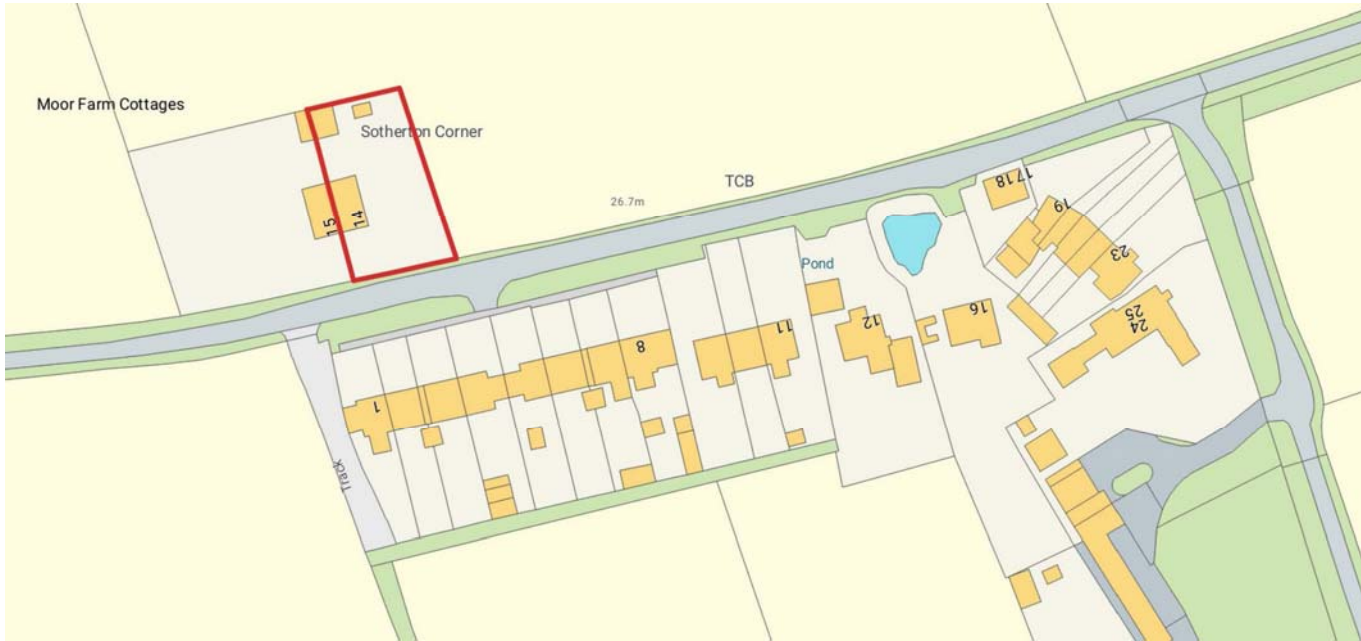 Moor Farm Cottages
Sotherton Corner
15
14
TCB
26.7m
17 18
19
23
Pond
12
16
25
24
11
8
1
Track